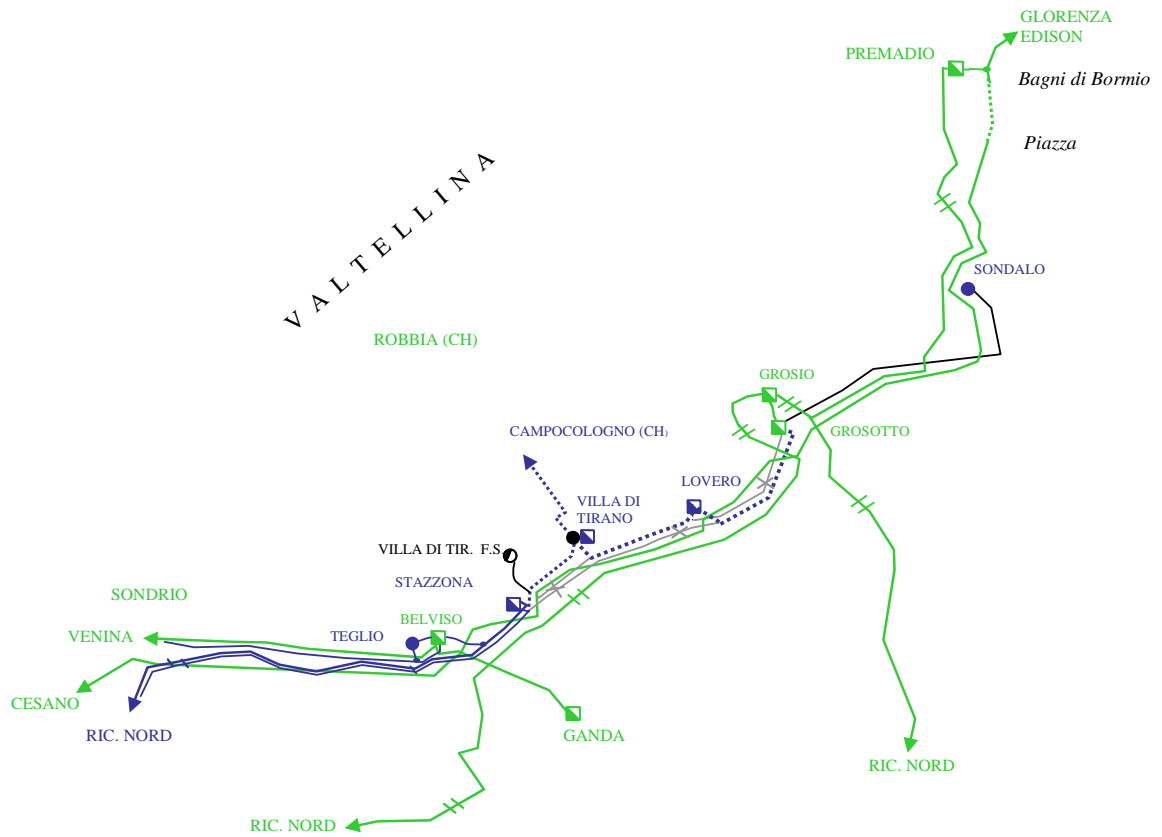 GLORENZA
EDISON
PREMADIO
Bagni di Bormio
Piazza
VALTELLINA
SONDALO
ROBBIA (CH)
GROSIO
GROSOTTO
CAMPOCOLOGNO (CH)
LOVERO
VILLA DI
TIRANO
VILLA DI TIR. F.S.
STAZZONA
SONDRIO
BELVISO
TEGLIO
VENINA
CESANO
RIC. NORD
GANDA
RIC. NORD
RIC. NORD